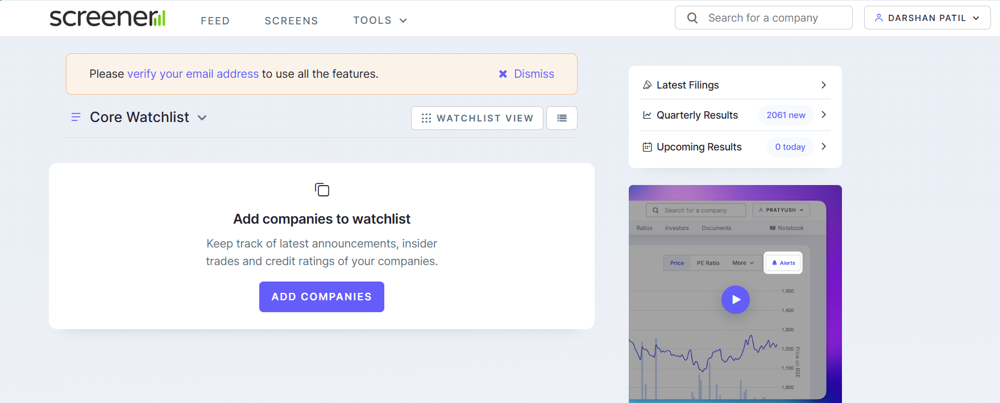 screener
FEED
SCREENS
TOOLS
Search for a company
DARSHAN PATIL
Please verify your email address to use all the features.
Dismiss
Core Watchlist
WATCHLIST VIEW
Add companies to watchlist
Keep track of latest announcements, insider
trades and credit ratings of your companies.
ADD COMPANIES
Latest Filings
Quarterly Results 2061 new
Upcoming Results 0 today
Search for a company
PRATYUSH
Ratios Investors Documents Notebook
Price PE Ratio More Alerts
1,500
1,400
1,300
1,200
1,100
1,000
Price on BSE